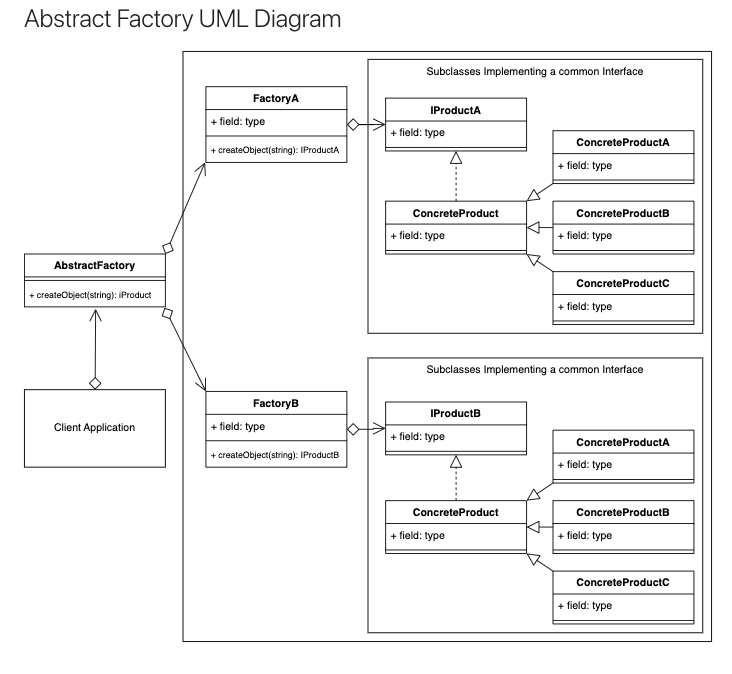 Abstract Factory UML Diagram
Subclasses Implementing a common Interface
FactoryA
+ field: type
+ createObject(string): IProductA
IProductA
+ field: type
ConcreteProductA
+ field: type
ConcreteProduct
+ field: type
ConcreteProductB
+ field: type
ConcreteProductC
+ field: type
AbstractFactory
+ createObject(string): iProduct
Client Application
Subclasses Implementing a common Interface
FactoryB
+ field: type
+ createObject(string): IProductB
IProductB
+ field: type
ConcreteProductA
+ field: type
ConcreteProduct
+ field: type
ConcreteProductB
+ field: type
ConcreteProductC
+ field: type